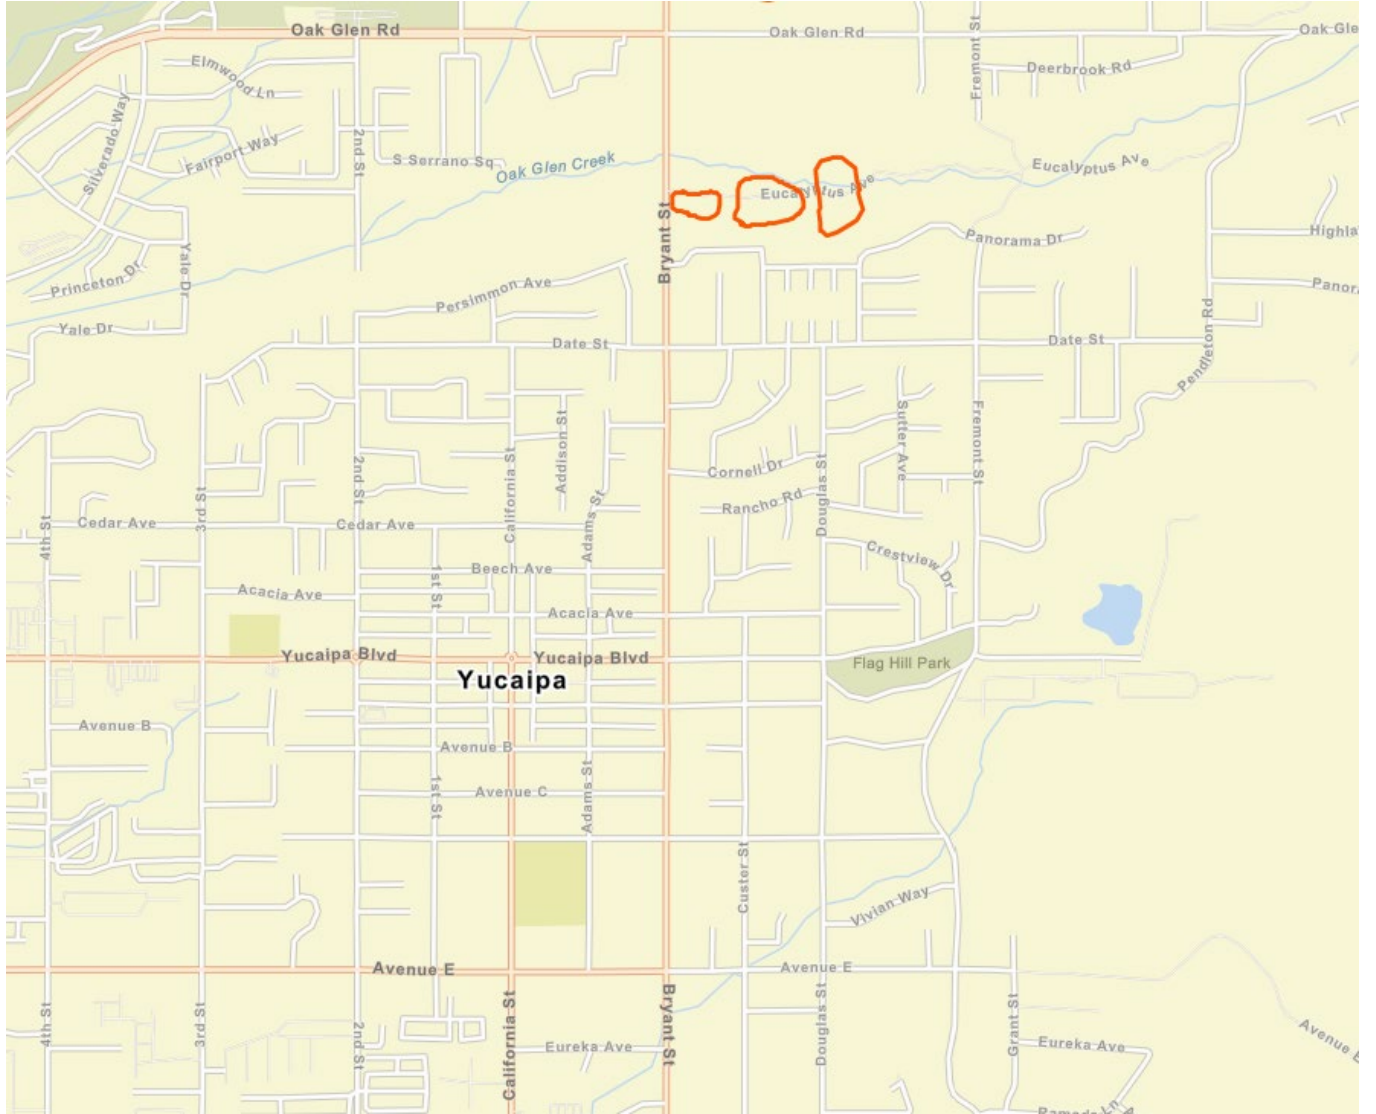 Oak Glen Rd
Oak Glen Rd
Oak Gle
Elmwood Ln
Fremont St
Deerbrook Rd
Silverado Way
Fairport Way
2nd St
S Serrano Sq
Oak Glen Creek
Eucalyptus Ave
Eucalyptus Ave
Bryant St
Panorama Dr
Highla
Yale Dr
Princeton Dr
Persimmon Ave
Panor
Yale Dr
Date St
Date St
Pendleton Rd
Addison St
Sutter Ave
Fremont St
2nd St
California St
Cornell Dr
Douglas St
Rancho Rd
3rd St
4th St
Cedar Ave
Cedar Ave
Adams St
Crestview Dr
Beech Ave
1st St
Acacia Ave
Acacia Ave
Yucaipa Blvd
Yucaipa Blvd
Flag Hill Park
Yucaipa
Avenue B
Avenue B
1st St
Avenue C
Adams St
Custer St
Vivian Way
Avenue E
Avenue E
4th St
3rd St
2nd St
California St
Bryant St
Douglas St
Grant St
Eureka Ave
Eureka Ave
Avenue E